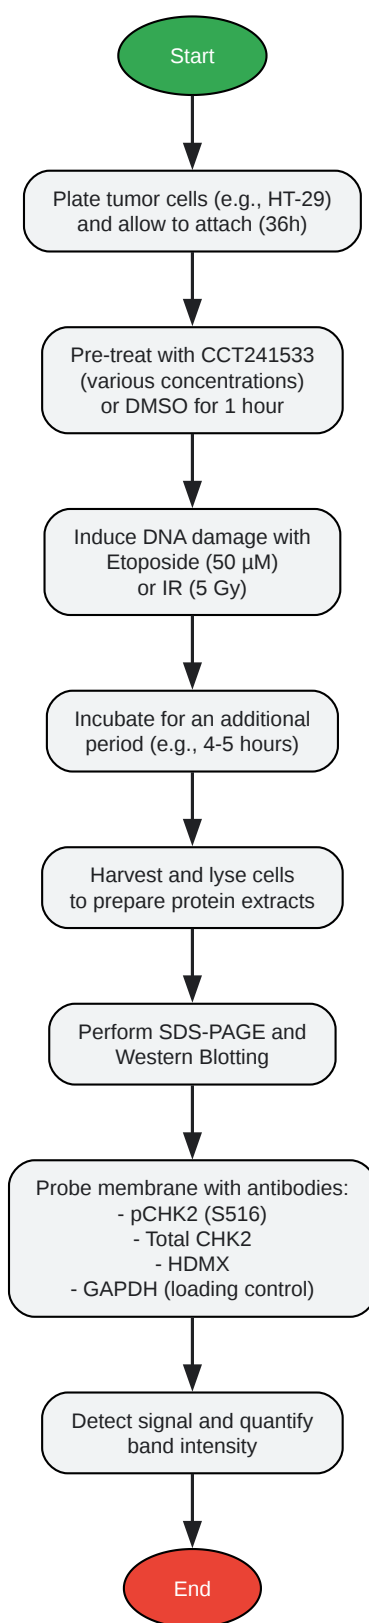 Start
Plate tumor cells (e.g., HT-29)
and allow to attach (36h)
Pre-treat with CCT241533
(various concentrations)
or DMSO for 1 hour
Induce DNA damage with
Etoposide (50 µM)
or IR (5 Gy)
Incubate for an additional
period (e.g., 4-5 hours)
Harvest and lyse cells
to prepare protein extracts
Perform SDS-PAGE and
Western Blotting
Probe membrane with antibodies:
- pCHK2 (S516)
- Total CHK2
- HDMX
- GAPDH (loading control)
Detect signal and quantify
band intensity
End